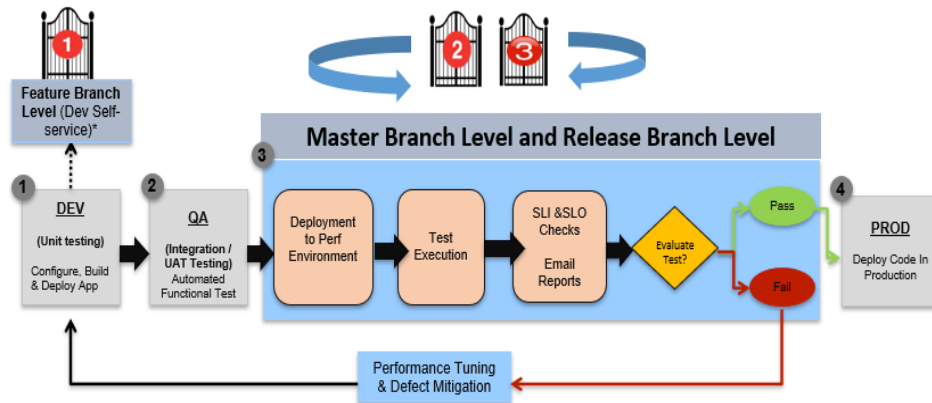 1
2
3
Feature Branch
Level (Dev Self-
service)*
Master Branch Level and Release Branch Level
3
1
DEV
(Unit testing)
Configure, Build
& Deploy App
2
QA
(Integration /
UAT Testing)
Automated
Functional Test
Deployment
to Perf
Environment
Test
Execution
SLI &SLO
Checks
Email
Reports
Evaluate
Test?
Pass
Fail
4
PROD
Deploy Code In
Production
Performance Tuning
& Defect Mitigation